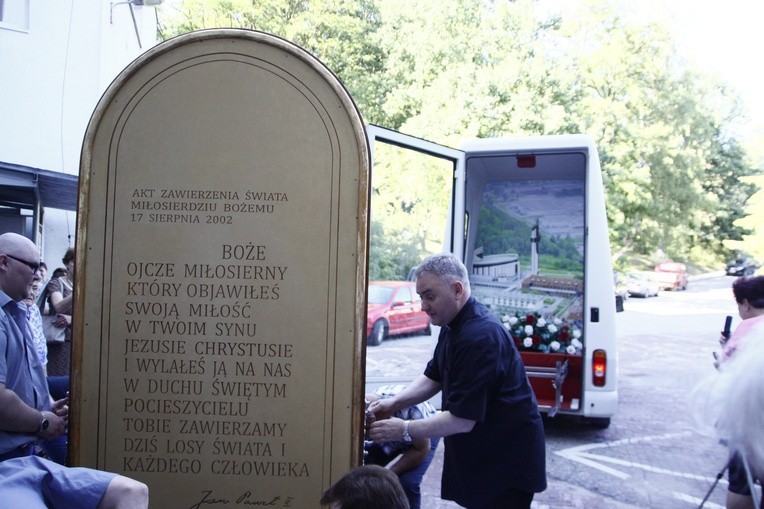 AKT ZAWIERZENIA ŚWIATA
MIŁOSIERDZIU BOŻEMU
17 SIERPNIA 2002
BOŻE
OJCZE MIŁOSIERNY
KTÓRY OBJAWIŁEŚ
SWOJĄ MIŁOŚĆ
W TWOIM SYNU
JEZUSIE CHRYSTUSIE
I WYLAŁEŚ JĄ NA NAS
W DUCHU ŚWIĘTYM
POCIESZYCIELU
TOBIE ZAWIERZAMY
DZIŚ LOSY ŚWIATA I
KAŻDEGO CZŁOWIEKA
Jan Paweł II